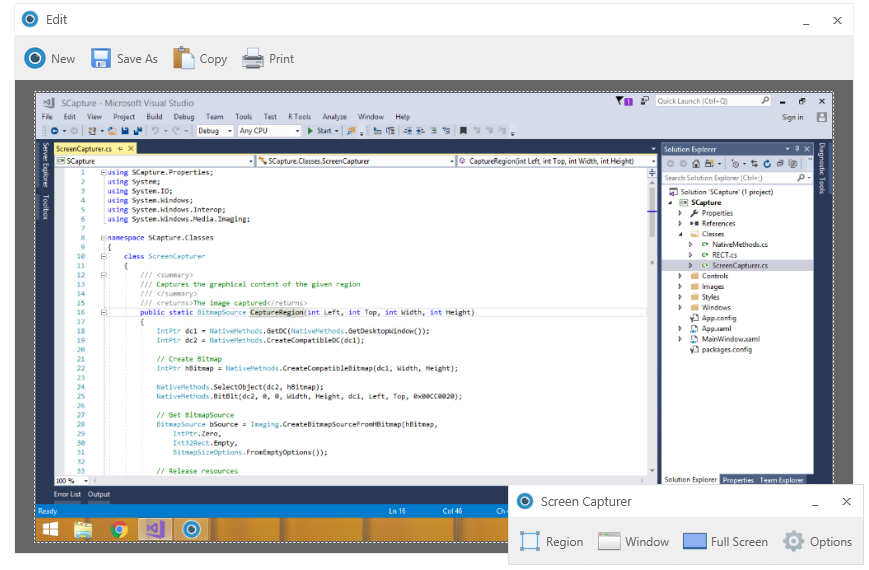 Edit
New Save As Copy Print
SCapture - Microsoft Visual Studio
1
Quick Launch (Ctrl+Q)
File Edit View Project Build Debug Team Tools Test R Tools Analyze Window Help
Sign in
Debug Any CPU Start
Server Explorer
Toolbox
ScreenCapturer.cs
SCapture SCapture.Classes.ScreenCapturer CaptureRegion(int Left, int Top, int Width, int Height)
1 using SCapture.Properties;
2 using System;
3 using System.IO;
4 using System.Windows;
5 using System.Windows.Interop;
6 using System.Windows.Media.Imaging;
7
8 namespace SCapture.Classes
9 {
10 class ScreenCapturer
11 {
12 /// <summary>
13 /// Captures the graphical content of the given region
14 /// </summary>
15 /// <returns>The image captured</returns>
16 public static BitmapSource CaptureRegion(int Left, int Top, int Width, int Height)
17 {
18 IntPtr dc1 = NativeMethods.GetDC(NativeMethods.GetDesktopWindow());
19 IntPtr dc2 = NativeMethods.CreateCompatibleDC(dc1);
20
21 // Create Bitmap
22 IntPtr hBitmap = NativeMethods.CreateCompatibleBitmap(dc1, Width, Height);
23
24 NativeMethods.SelectObject(dc2, hBitmap);
25 NativeMethods.BitBlt(dc2, 0, 0, Width, Height, dc1, Left, Top, 0x00CC0020);
26
27 // Get BitmapSource
28 BitmapSource bSource = Imaging.CreateBitmapSourceFromHBitmap(hBitmap,
29 IntPtr.Zero,
30 Int32Rect.Empty,
31 BitmapSizeOptions.FromEmptyOptions());
32
33 // Release resources
100 %
Solution Explorer
Search Solution Explorer (Ctrl+;)
Solution 'SCapture' (1 project)
SCapture
Properties
References
Classes
NativeMethods.cs
RECT.cs
ScreenCapturer.cs
Controls
Images
Styles
Windows
App.config
App.xaml
MainWindow.xaml
packages.config
Solution Explorer Properties Team Explorer
Diagnostic Tools
Error List Output
Ready Ln 16 Col 46
Screen Capturer
Region Window Full Screen Options